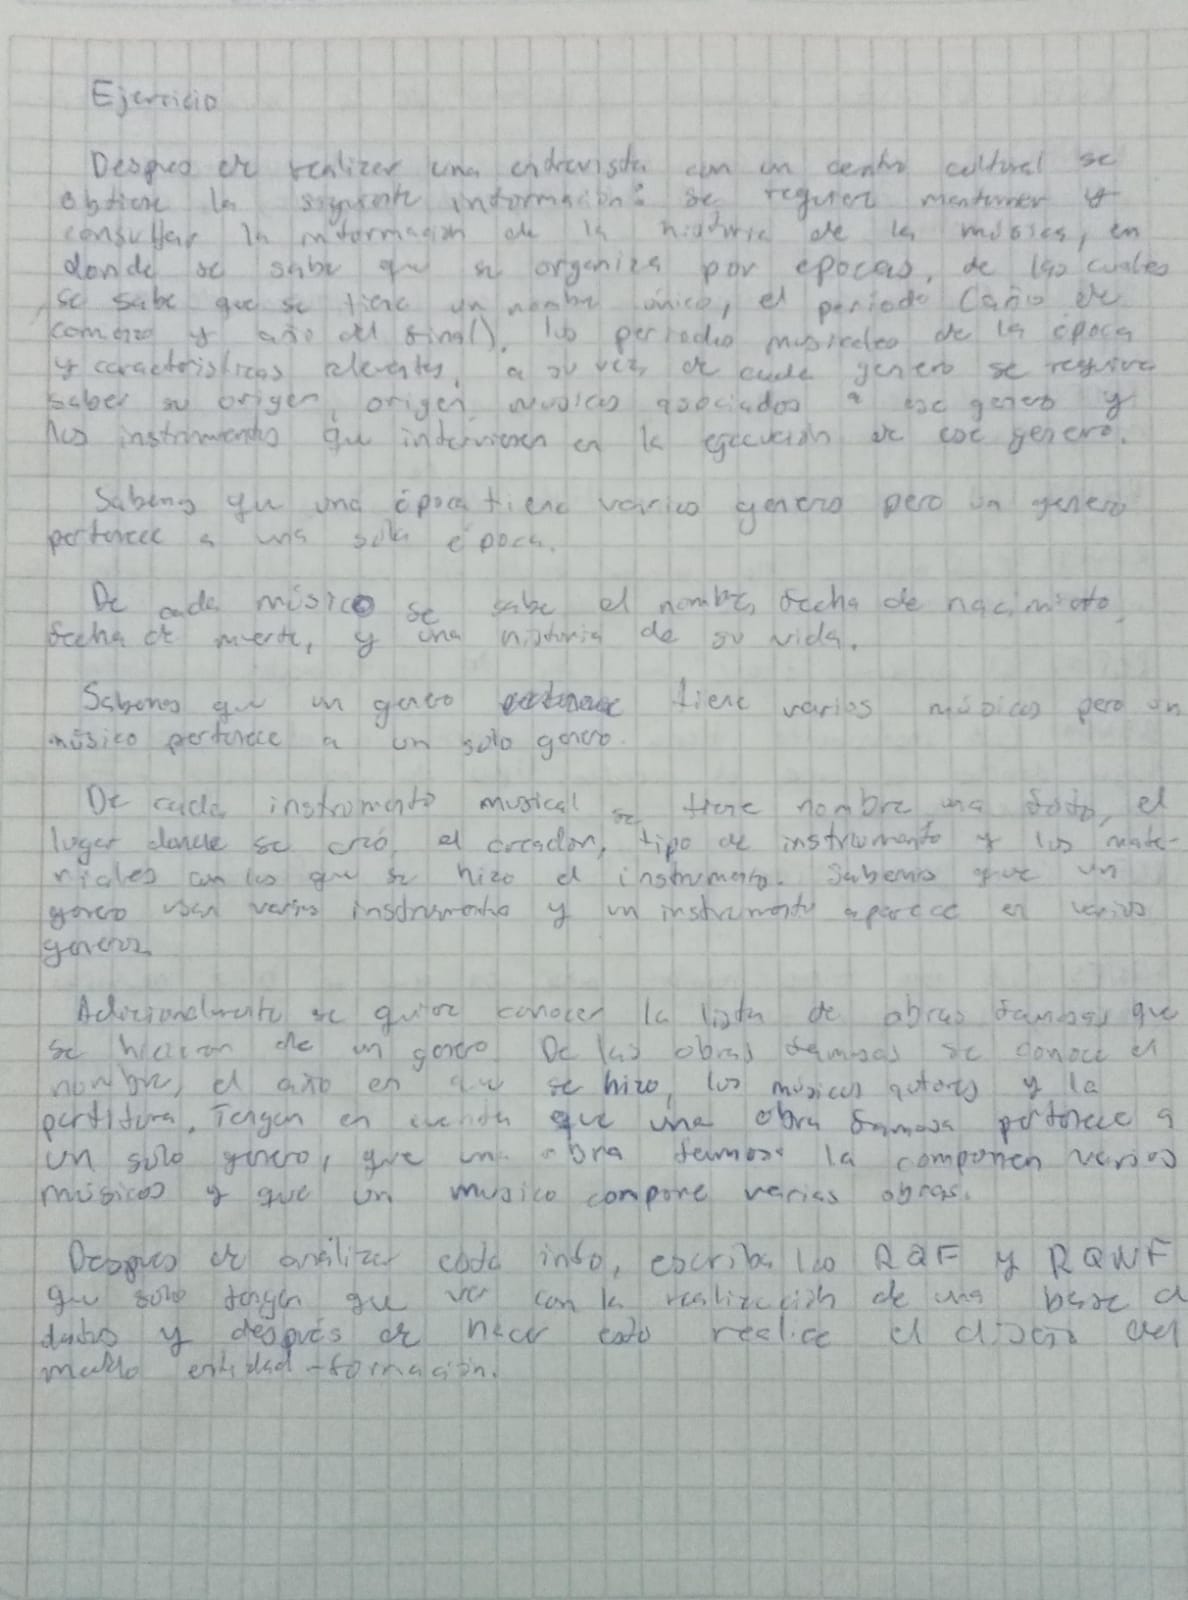 Ejercicio
Despues de realizar una entrevista con un centro cultural se
obtiene la siguiente información: se requiere mantener y
consultar la información de la historia de la música, en
donde se sabe que se organiza por epocas, de las cuales
se sabe que se tiene un nombre único, el periodo (año de
comenzo y año del final), los periodos musicales de la época
y caracteristicas relevantes, a su vez de cada genero se requiere
saber su origen, origen, musicos asociados a ese genero y
los instrumentos que intervienen en la ejecución de ese genero.
Sabems que una época tiene varios genero pero un genero
pertenece a una sola época.
De cada músico se sabe el nombre, fecha de nacimieto,
fecha de muerte, y una historia de su vida.
Sabemos que un genero tiene varios músicos pero un
músico pertenece a un solo genero.
De cada instrumento musical se tiene nombre una foto, el
lugar donde se creó, el creador, tipo de instrumento y los mate-
riales con los que se hizo el instrumento. Sabemos que un
genero usan varios instrumentos y un instrumento aparece en varios
generos
Adicionalmente se quiere conocer la lista de obras famosas que
se hicieron de un genero. De las obras famosas se conoce el
nombre, el año en que se hizo, los músicos autores y la
partitura. Tengan en cuenta que una obra famosa pertenece a
un solo genero, que una obra famosa la componen varios
músicos y que un musico compone varias obras.
Despues de análizar cada info, escriba los RQF y RQNF
que solo tengan que ver con la realización de una base d
datos y después de hacer esto realice el diseño del
modelo entidad-formación.